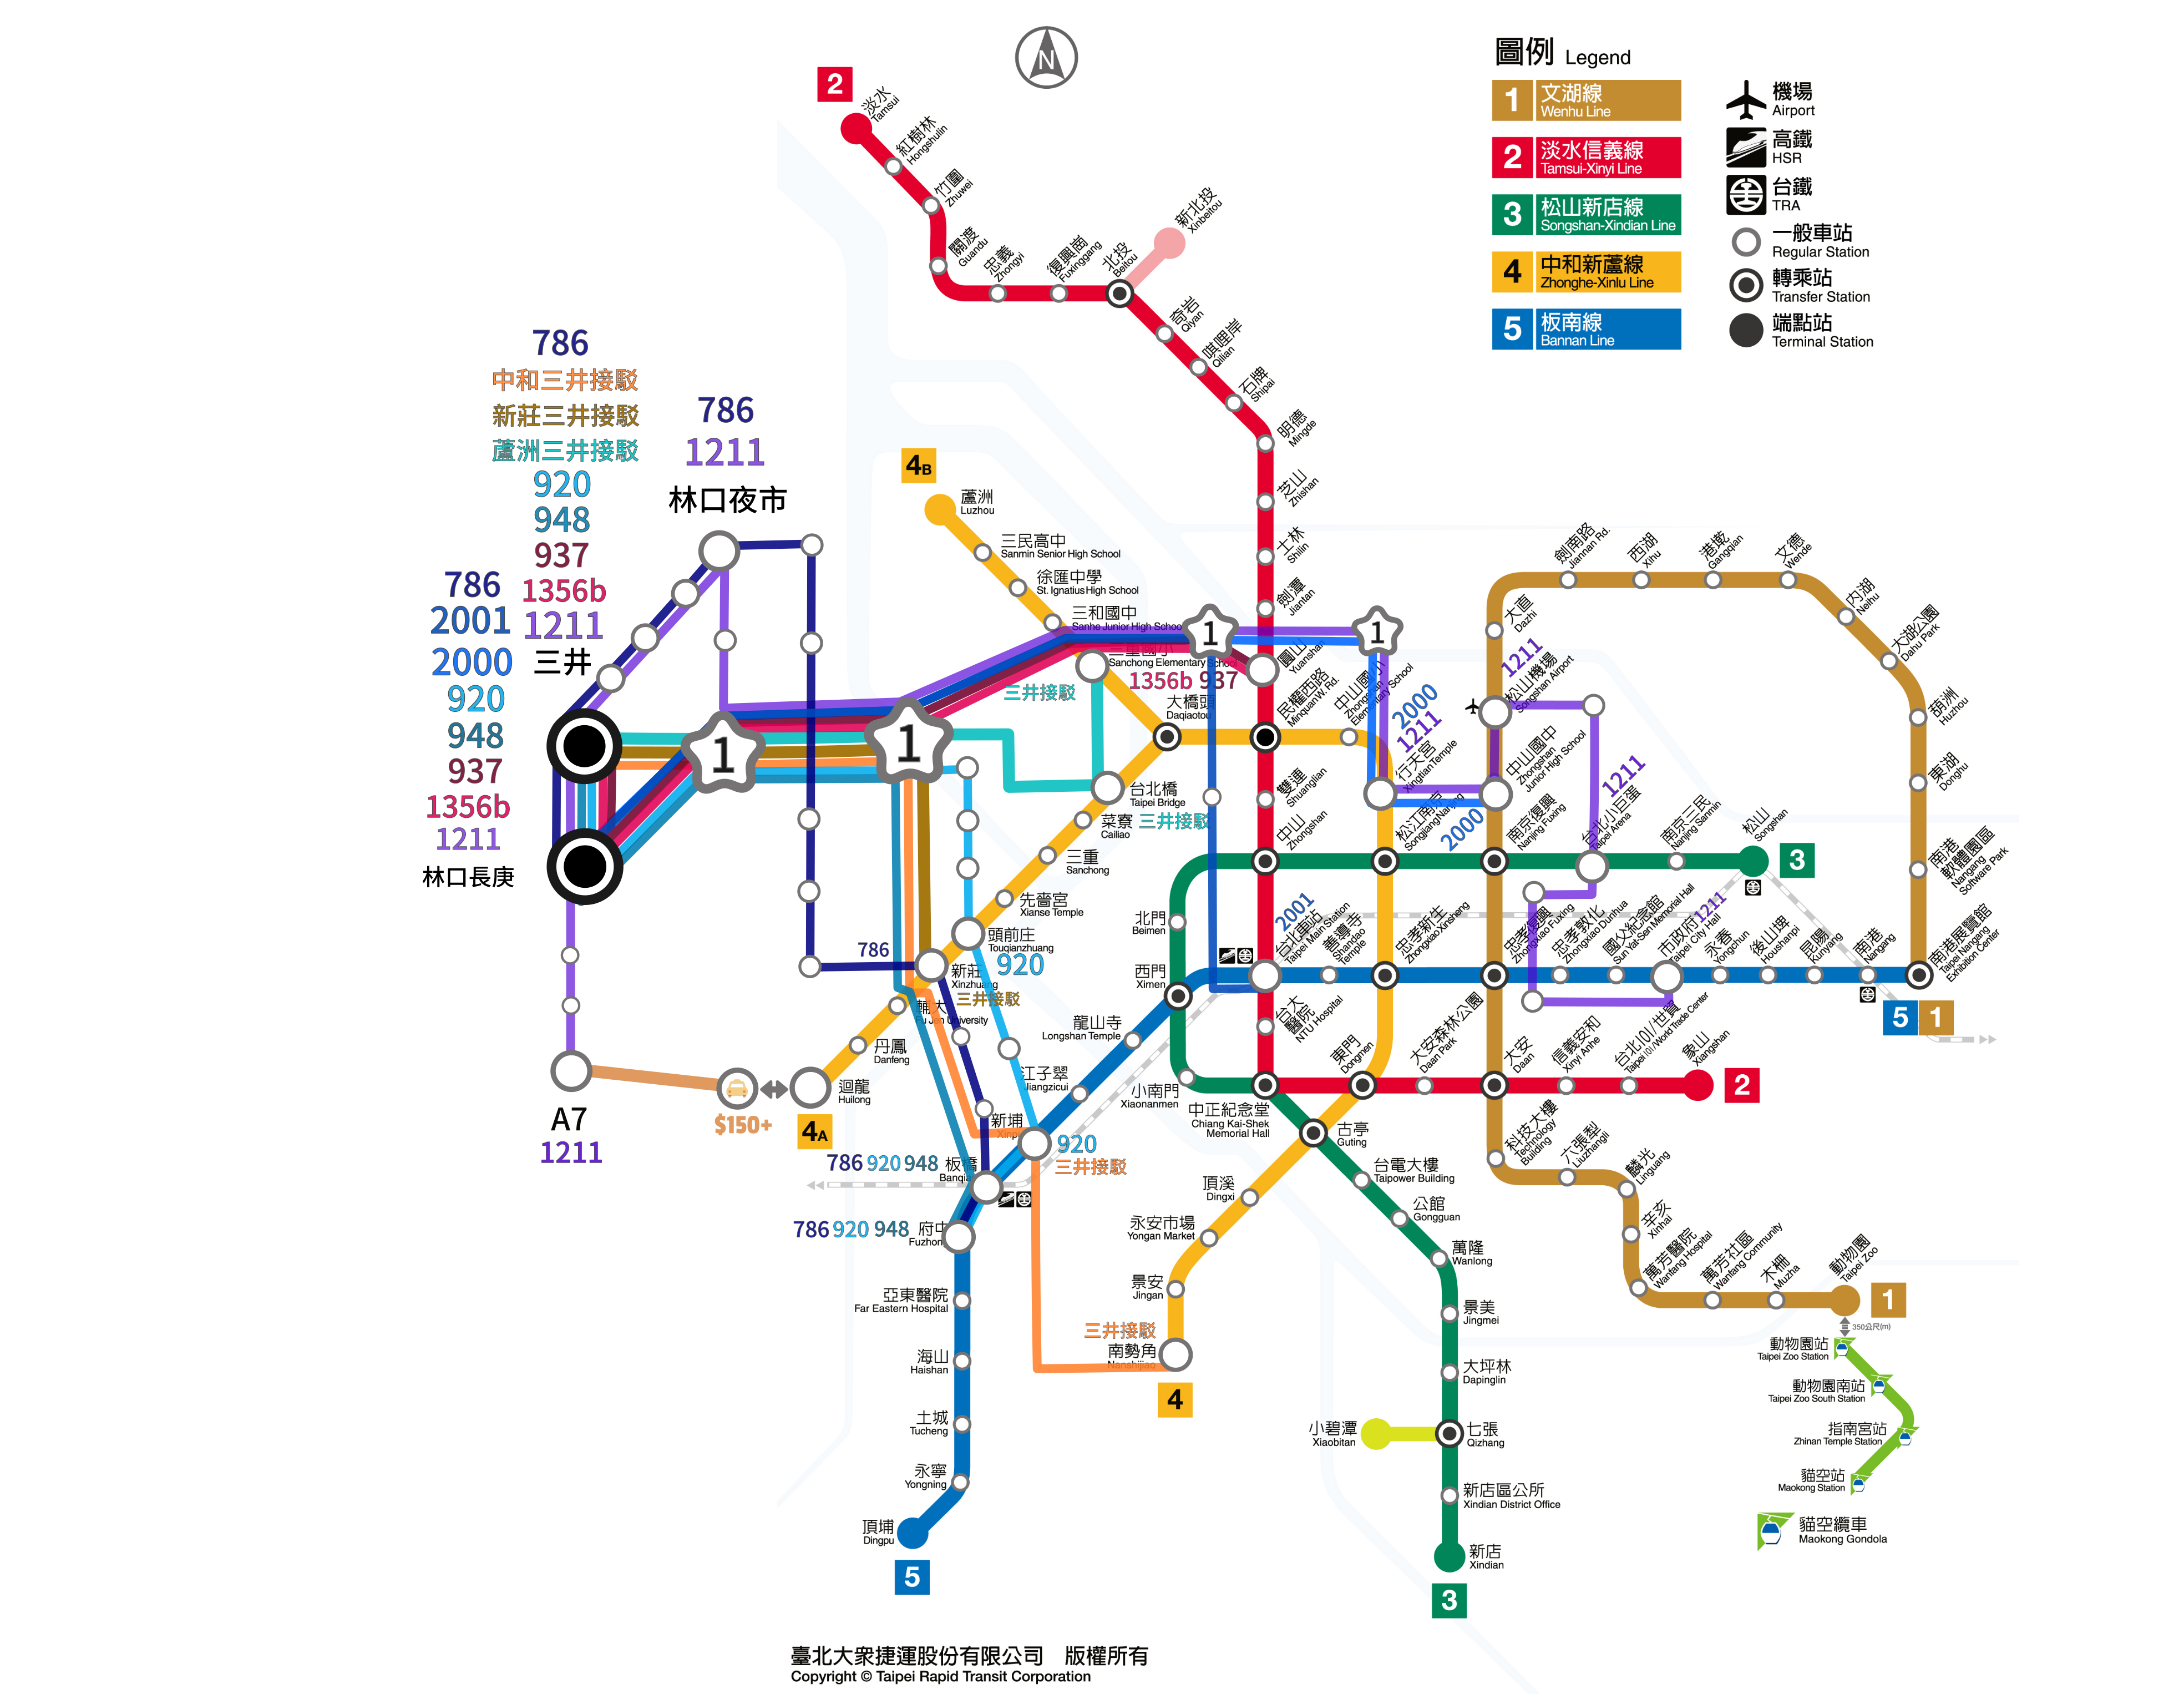 N
圖例 Legend
1 文湖線 Wenhu Line
2 淡水信義線 Tamsui-Xinyi Line
3 松山新店線 Songshan-Xindian Line
4 中和新蘆線 Zhonghe-Xinlu Line
5 板南線 Bannan Line
機場 Airport
高鐵 HSR
台鐵 TRA
一般車站 Regular Station
轉乘站 Transfer Station
端點站 Terminal Station
2
淡水 Tamsui
紅樹林 Hongshulin
竹圍 Zhuwei
關渡 Guandu
忠義 Zhongyi
復興崗 Fuxinggang
北投 Beitou
新北投 Xinbeitou
奇岩 Qiyan
唭哩岸 Qilian
石牌 Shipai
明德 Mingde
芝山 Zhishan
士林 Shilin
劍潭 Jiantan
圓山 Yuanshan
786
中和三井接駁
新莊三井接駁
蘆洲三井接駁
920
948
937
1356b
1211
三井
786
1211
林口夜市
786
2001
2000
920
948
937
1356b
1211
林口長庚
1
1
1
1
4B
蘆洲 Luzhou
三民高中 Sanmin Senior High School
徐匯中學 St. Ignatius High School
三和國中 Sanhe Junior High School
三重國小 Sanchong Elementary School
三井接駁
1356b 937
大橋頭 Daqiaotou
民權西路 Minquan W. Rd.
中山國小 Zhongshan Elementary School
2000
1211
行天宮 Xingtian Temple
台北橋 Taipei Bridge
三井接駁
菜寮 Cailiao
三重 Sanchong
先嗇宮 Xianse Temple
頭前庄 Touqianzhuang
920
786
新莊 Xinzhuang
三井接駁
輔大 Fu Jen University
丹鳳 Danfeng
迴龍 Huilong
4A
$150+
A7
1211
雙連 Shuanglian
中山 Zhongshan
松江南京 Songjiang Nanjing
2000
南京復興 Nanjing Fuxing
台北小巨蛋 Taipei Arena
南京三民 Nanjing Sanmin
松山 Songshan
3
1211
松山機場 Songshan Airport
中山國中 Zhongshan Junior High School
1211
大直 Dazhi
劍南路 Jiannan Rd.
西湖 Xihu
港墘 Gangqian
文德 Wende
內湖 Neihu
大湖公園 Dahu Park
葫洲 Huzhou
東湖 Donghu
南港軟體園區 Nangang Software Park
南港展覽館 Taipei Nangang Exhibition Center
5 1
北門 Beimen
西門 Ximen
2001
台北車站 Taipei Main Station
善導寺 Shandao Temple
忠孝新生 Zhongxiao Xinsheng
忠孝復興 Zhongxiao Fuxing
忠孝敦化 Zhongxiao Dunhua
國父紀念館 Sun Yat-Sen Memorial Hall
市政府 Taipei City Hall
1211
永春 Yongchun
後山埤 Houshanpi
昆陽 Kunyang
南港 Nangang
龍山寺 Longshan Temple
江子翠 Jiangzicui
新埔 Xinpu
920
三井接駁
786 920 948 板橋 Banqiao
786 920 948 府中 Fuzhong
亞東醫院 Far Eastern Hospital
海山 Haishan
土城 Tucheng
永寧 Yongning
頂埔 Dingpu
5
台大醫院 NTU Hospital
小南門 Xiaonanmen
中正紀念堂 Chiang Kai-Shek Memorial Hall
東門 Dongmen
大安森林公園 Daan Park
大安 Daan
信義安和 Xinyi Anhe
台北101/世貿 Taipei 101/World Trade Center
象山 Xiangshan
2
古亭 Guting
頂溪 Dingxi
永安市場 Yongan Market
景安 Jingan
三井接駁
南勢角 Nanshijiao
4
台電大樓 Taipower Building
公館 Gongguan
萬隆 Wanlong
景美 Jingmei
大坪林 Dapinglin
七張 Qizhang
小碧潭 Xiaobitan
新店區公所 Xindian District Office
新店 Xindian
3
科技大樓 Technology Building
六張犁 Liuzhangli
麟光 Linguang
辛亥 Xinhai
萬芳醫院 Wanfang Hospital
萬芳社區 Wanfang Community
木柵 Muzha
動物園 Taipei Zoo
1
350公尺(m)
動物園站 Taipei Zoo Station
動物園南站 Taipei Zoo South Station
指南宮站 Zhinan Temple Station
貓空站 Maokong Station
貓空纜車 Maokong Gondola
臺北大眾捷運股份有限公司 版權所有
Copyright © Taipei Rapid Transit Corporation